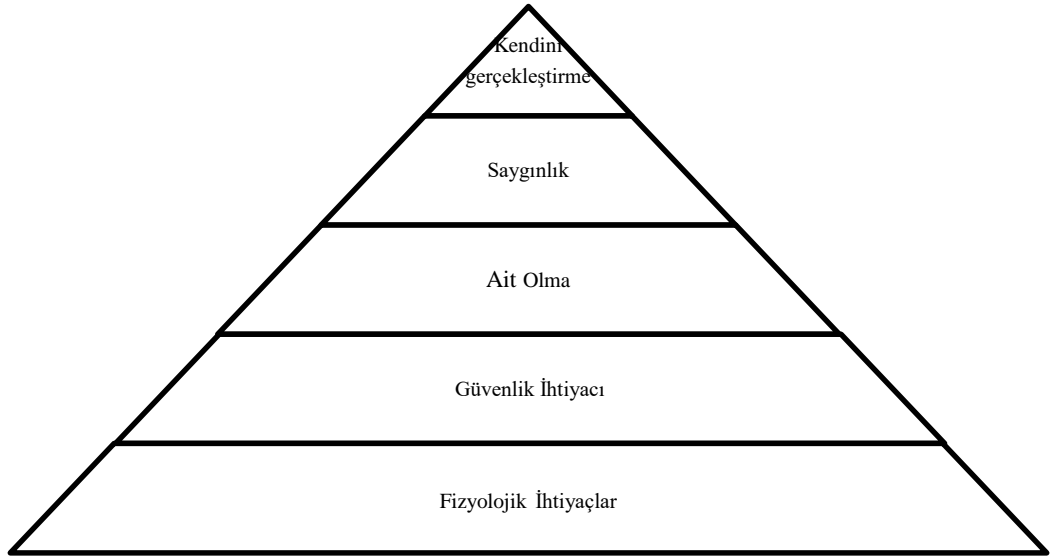 Kendini
gerçekleştirme
Saygınlık
Ait Olma
Güvenlik İhtiyacı
Fizyolojik İhtiyaçlar